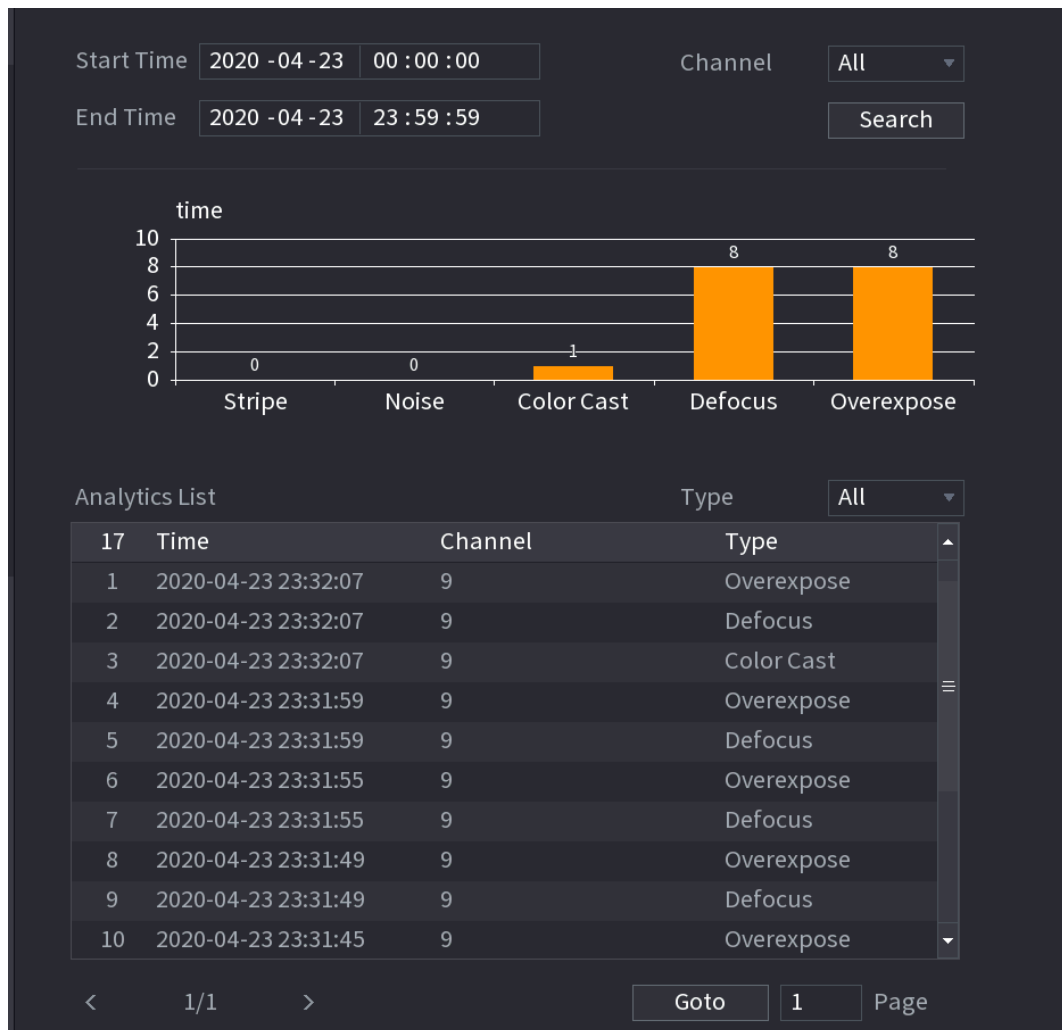 Start Time 2020 -04 -23 00 : 00 : 00 Channel All
End Time 2020 -04 -23 23 : 59 : 59 Search
time
10
8
6
4
2
0
0 0 1 8 8
Stripe Noise Color Cast Defocus Overexpose
Analytics List Type All
17 Time Channel Type
1 2020-04-23 23:32:07 9 Overexpose
2 2020-04-23 23:32:07 9 Defocus
3 2020-04-23 23:32:07 9 Color Cast
4 2020-04-23 23:31:59 9 Overexpose
5 2020-04-23 23:31:59 9 Defocus
6 2020-04-23 23:31:55 9 Overexpose
7 2020-04-23 23:31:55 9 Defocus
8 2020-04-23 23:31:49 9 Overexpose
9 2020-04-23 23:31:49 9 Defocus
10 2020-04-23 23:31:45 9 Overexpose
< 1/1 > Goto 1 Page